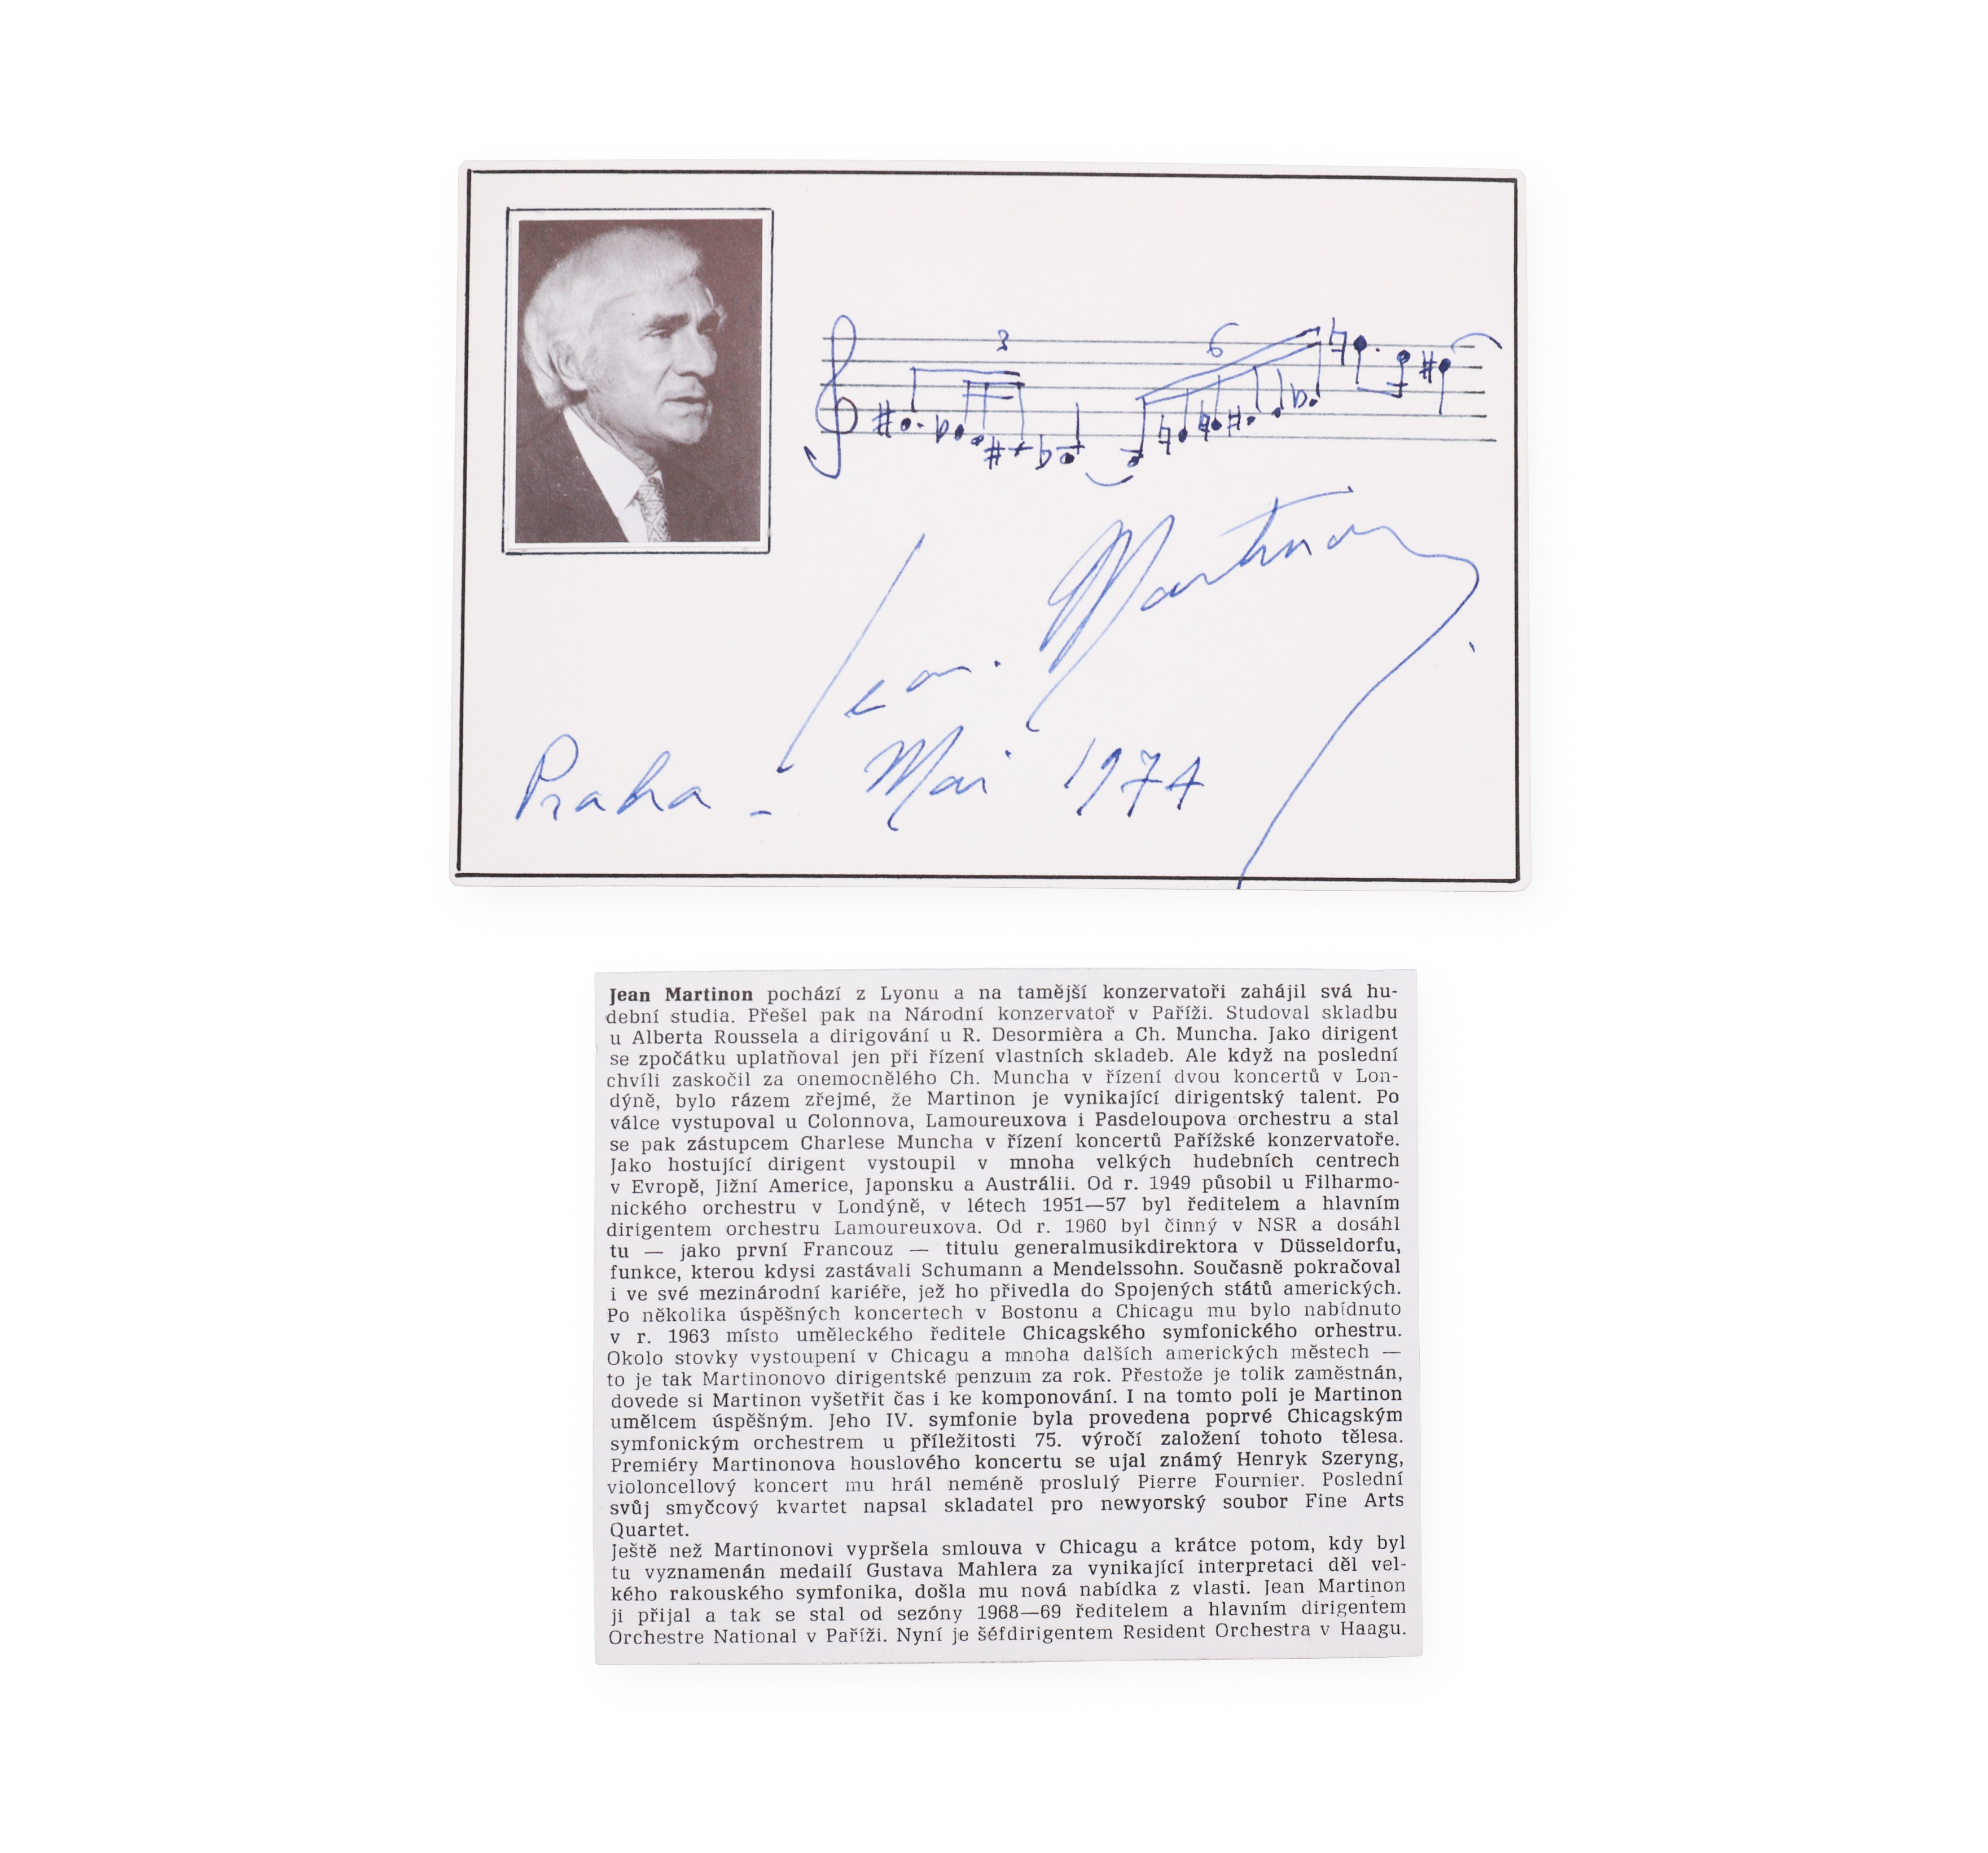 3
6
Jean. Martinon
Praha - Mai 1974
Jean Martinon pochází z Lyonu a na tamější konzervatoři zahájil svá hu-
dební studia. Přešel pak na Národní konzervatoř v Paříži. Studoval skladbu
u Alberta Roussela a dirigování u R. Desormièra a Ch. Muncha. Jako dirigent
se zpočátku uplatňoval jen při řízení vlastních skladeb. Ale když na poslední
chvíli zaskočil za onemocnělého Ch. Muncha v řízení dvou koncertů v Lon-
dýně, bylo rázem zřejmé, že Martinon je vynikající dirigentský talent. Po
válce vystupoval u Colonnova, Lamoureuxova i Pasdeloupova orchestru a stal
se pak zástupcem Charlese Muncha v řízení koncertů Pařížské konzervatoře.
Jako hostující dirigent vystoupil v mnoha velkých hudebních centrech
v Evropě, Jižní Americe, Japonsku a Austrálii. Od r. 1949 působil u Filharmo-
nického orchestru v Londýně, v létech 1951—57 byl ředitelem a hlavním
dirigentem orchestru Lamoureuxova. Od r. 1960 byl činný v NSR a dosáhl
tu — jako první Francouz — titulu generalmusikdirektora v Düsseldorfu,
funkce, kterou kdysi zastávali Schumann a Mendelssohn. Současně pokračoval
i ve své mezinárodní kariéře, jež ho přivedla do Spojených států amerických.
Po několika úspěšných koncertech v Bostonu a Chicagu mu bylo nabídnuto
v r. 1963 místo uměleckého ředitele Chicagského symfonického orhestru.
Okolo stovky vystoupení v Chicagu a mnoha dalších amerických městech —
to je tak Martinonovo dirigentské penzum za rok. Přestože je tolik zaměstnán,
dovede si Martinon vyšetřit čas i ke komponování. I na tomto poli je Martinon
umělcem úspěšným. Jeho IV. symfonie byla provedena poprvé Chicagským
symfonickým orchestrem u příležitosti 75. výročí založení tohoto tělesa.
Premiéry Martinonova houslového koncertu se ujal známý Henryk Szeryng,
violoncellový koncert mu hrál neméně proslulý Pierre Fournier. Poslední
svůj smyčcový kvartet napsal skladatel pro newyorský soubor Fine Arts
Quartet.
Ještě než Martinonovi vypršela smlouva v Chicagu a krátce potom, kdy byl
tu vyznamenán medailí Gustava Mahlera za vynikající interpretaci děl vel-
kého rakouského symfonika, došla mu nová nabídka z vlasti. Jean Martinon
ji přijal a tak se stal od sezóny 1968—69 ředitelem a hlavním dirigentem
Orchestre National v Paříži. Nyní je šéfdirigentem Resident Orchestra v Haagu.